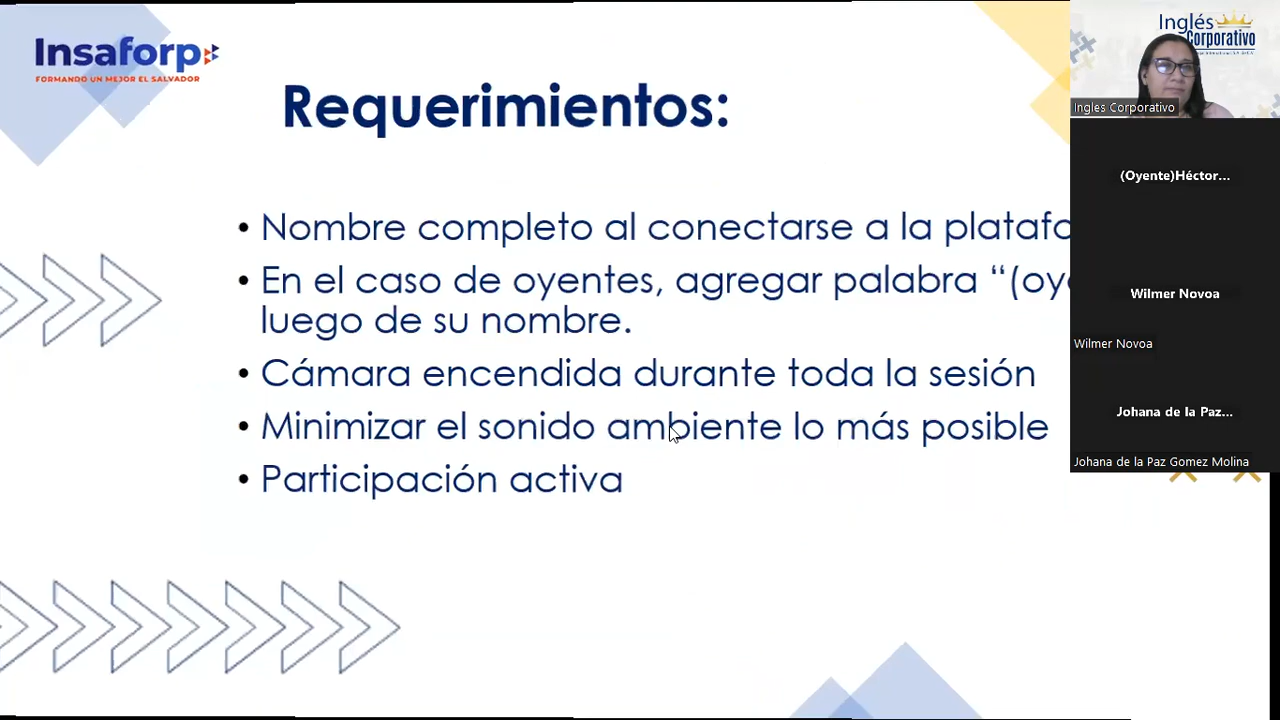 Insaforp
FORMANDO UN MEJOR EL SALVADOR
Requerimientos:
• Nombre completo al conectarse a la platafo
• En el caso de oyentes, agregar palabra “(oye
luego de su nombre.
• Cámara encendida durante toda la sesión
• Minimizar el sonido ambiente lo más posible
• Participación activa
Inglés
Corporativo
Ingles Corporativo
(Oyente)Héctor...
Wilmer Novoa
Wilmer Novoa
Johana de la Paz...
Johana de la Paz Gomez Molina